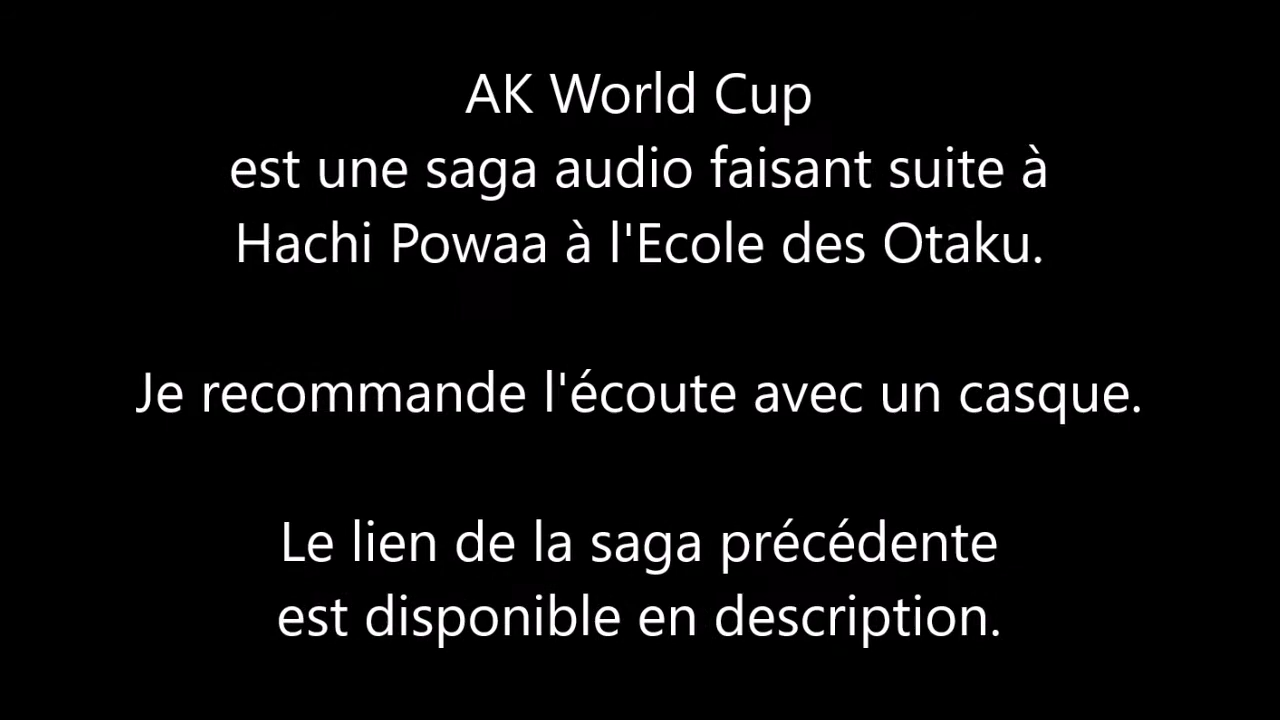 AK World Cup
est une saga audio faisant suite à
Hachi Powaa à l'Ecole des Otaku.
Je recommande l'écoute avec un casque.
Le lien de la saga précédente
est disponible en description.